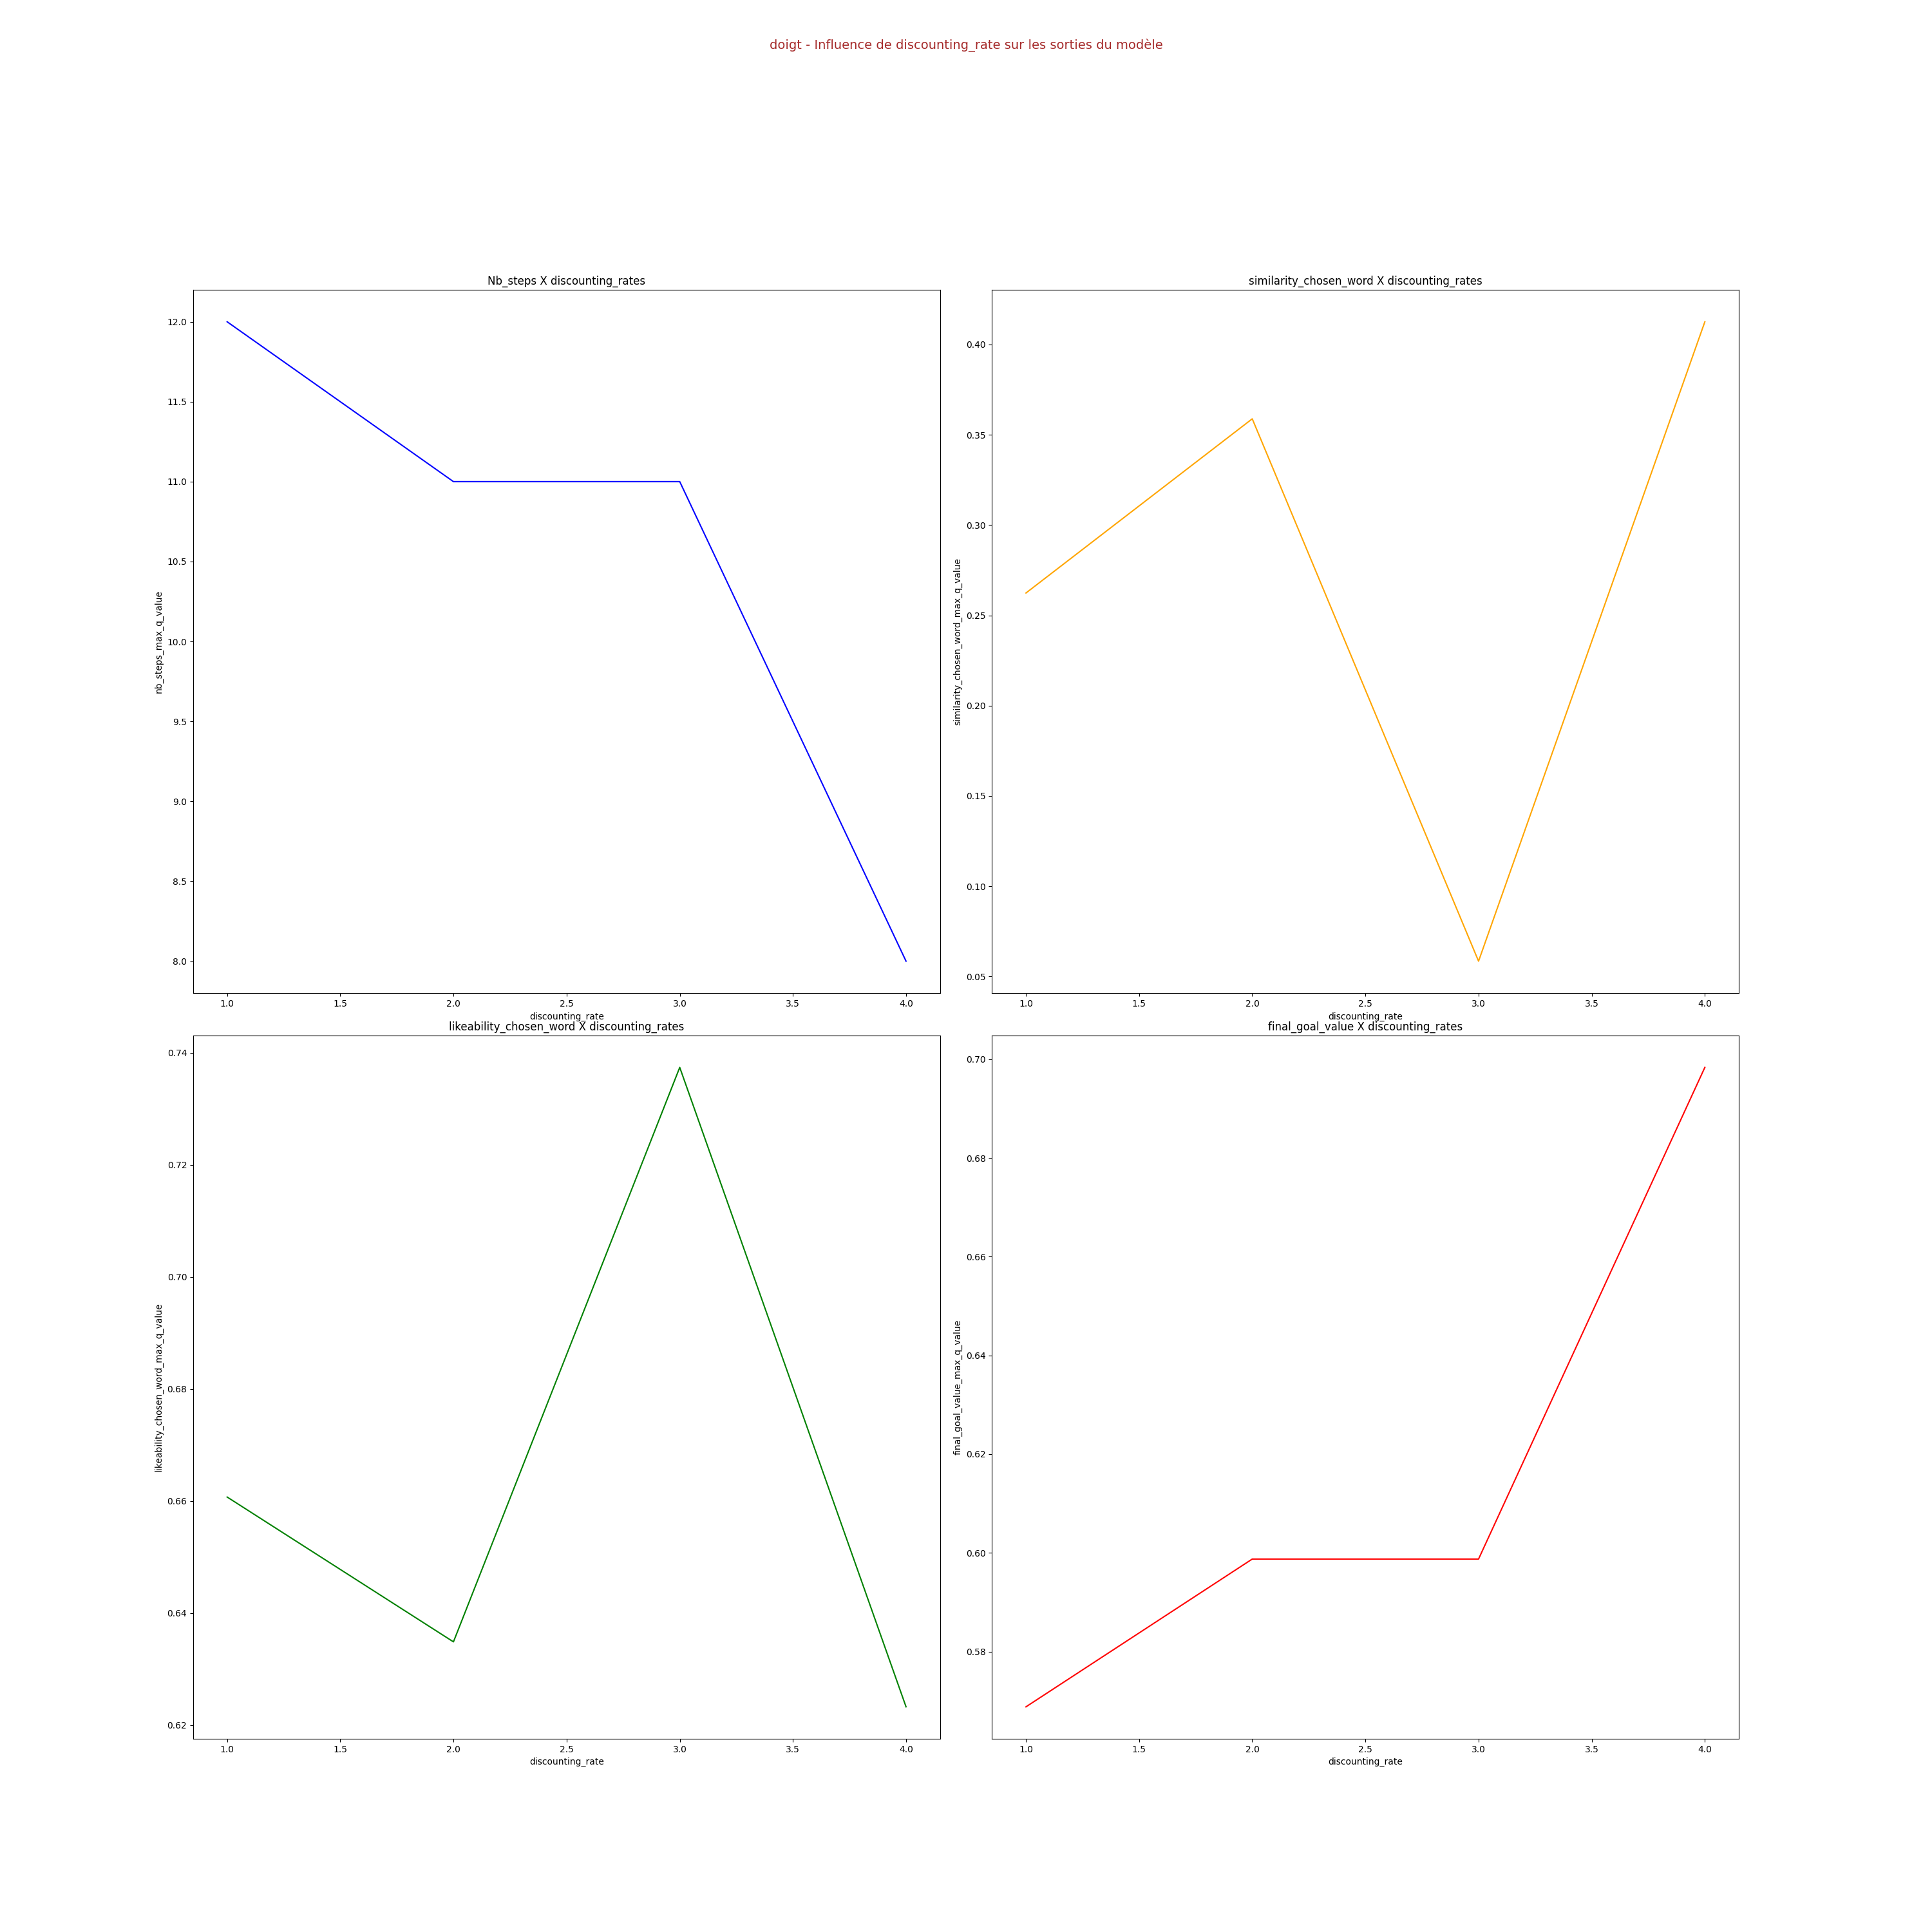 doigt - Influence de discounting_rate sur les sorties du modèle
Nb_steps X discounting_rates
12.0
11.5
11.0
10.5
10.0
9.5
9.0
8.5
8.0
nb_steps_max_q_value
1.0 1.5 2.0 2.5 3.0 3.5 4.0
discounting_rate
similarity_chosen_word X discounting_rates
0.40
0.35
0.30
0.25
0.20
0.15
0.10
0.05
similarity_chosen_word_max_q_value
1.0 1.5 2.0 2.5 3.0 3.5 4.0
discounting_rate
likeability_chosen_word X discounting_rates
0.74
0.72
0.70
0.68
0.66
0.64
0.62
likeability_chosen_word_max_q_value
1.0 1.5 2.0 2.5 3.0 3.5 4.0
discounting_rate
final_goal_value X discounting_rates
0.70
0.68
0.66
0.64
0.62
0.60
0.58
final_goal_value_max_q_value
1.0 1.5 2.0 2.5 3.0 3.5 4.0
discounting_rate